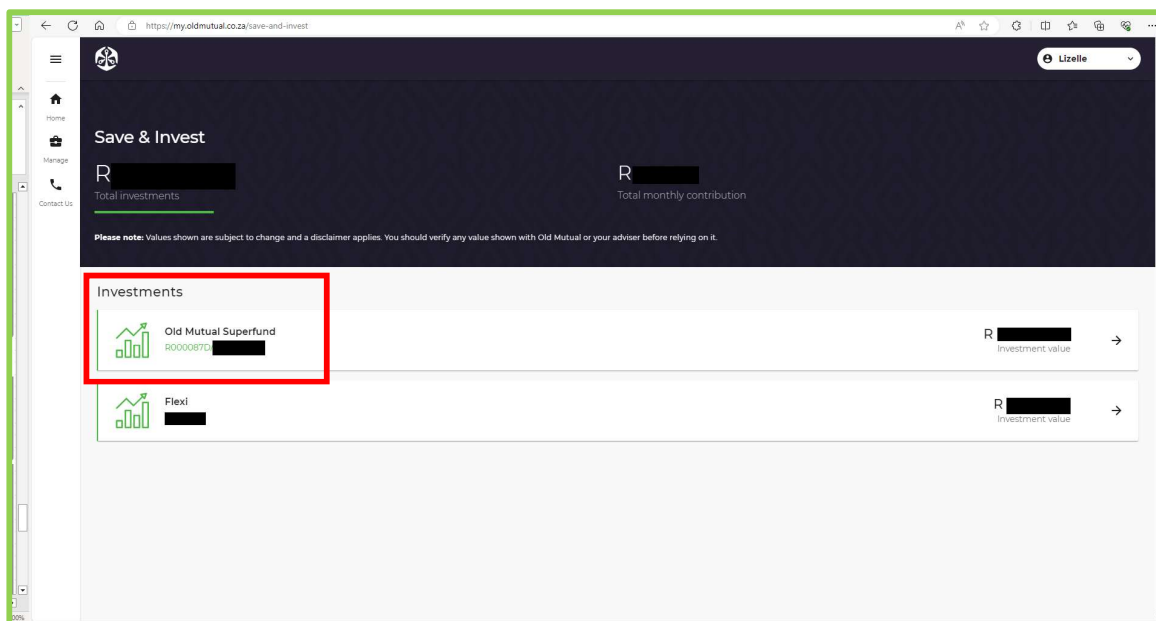 https://my.oldmutual.co.za/save-and-invest
Lizelle
Home
Manage
Contact Us
Save & Invest
R
Total investments
R
Total monthly contribution
Please note: Values shown are subject to change and a disclaimer applies. You should verify any value shown with Old Mutual or your adviser before relying on it.
Investments
Old Mutual Superfund
R000087D/
R
Investment value
Flexi
R
Investment value
00%